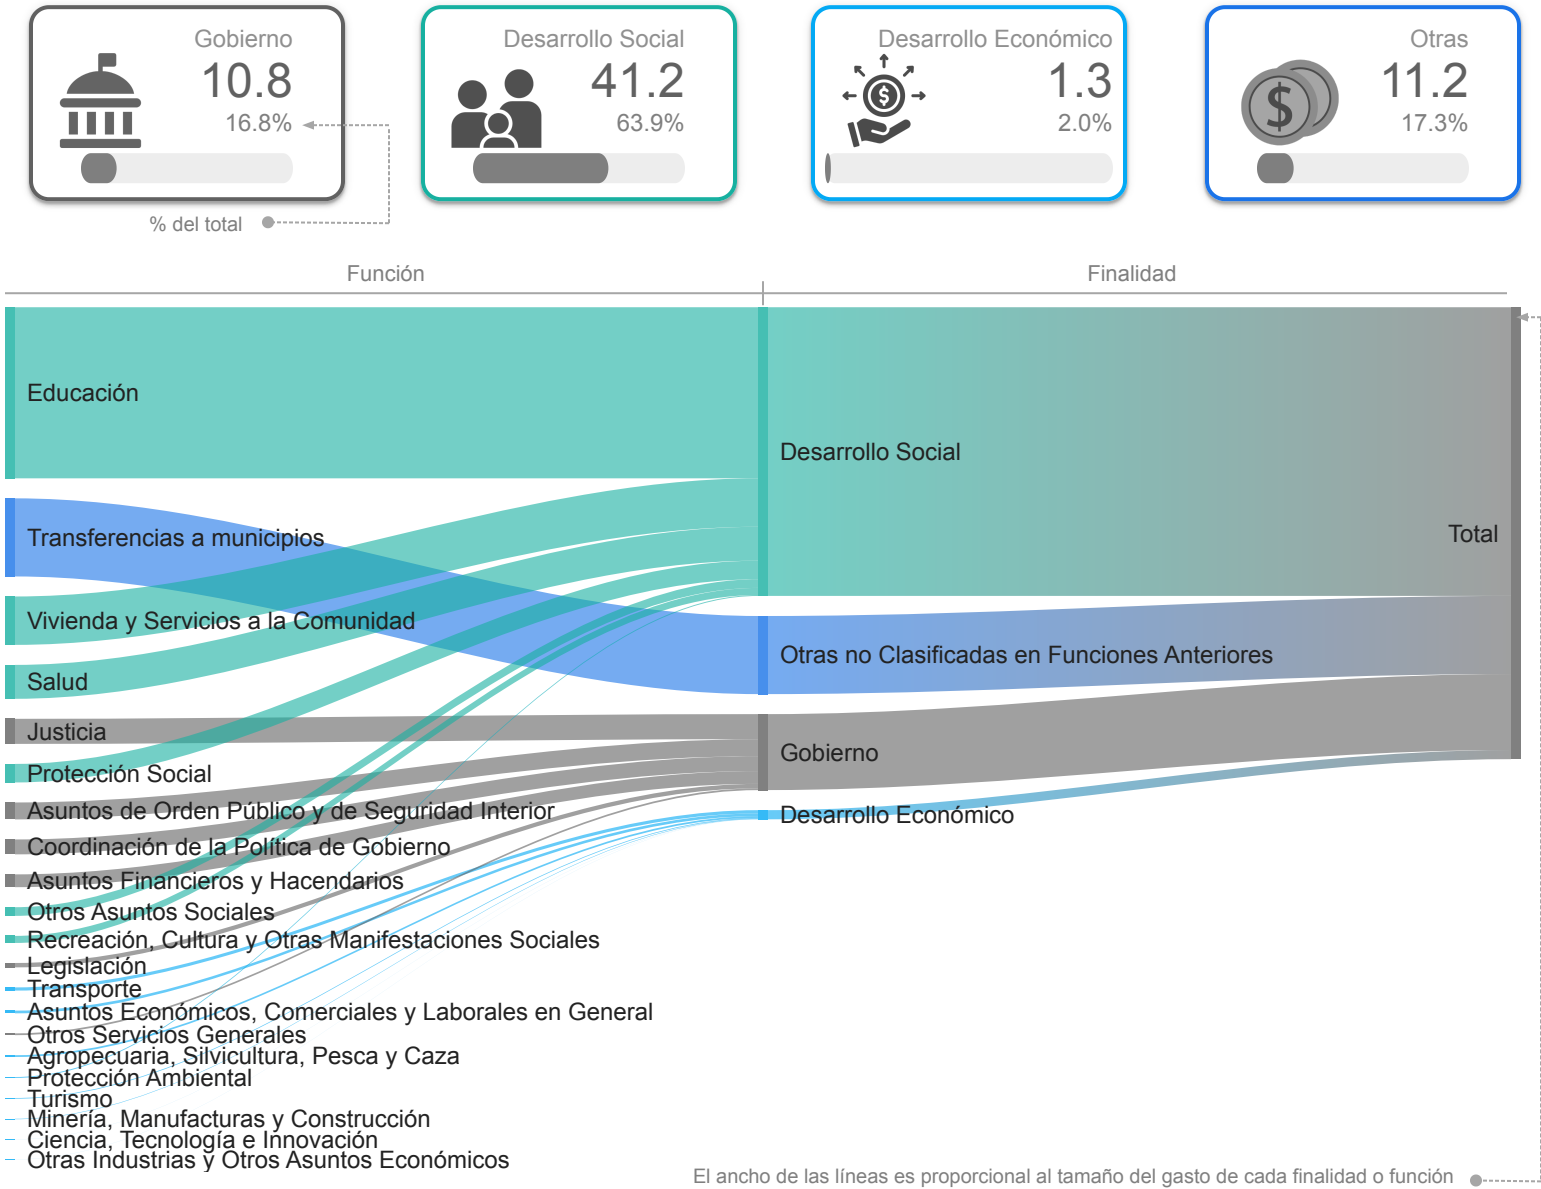 Gobierno
10.8
16.8%
Desarrollo Social
41.2
63.9%
Desarrollo Económico
1.3
2.0%
Otras
11.2
17.3%
% del total
Función
Finalidad
Educación
Transferencias a municipios
Vivienda y Servicios a la Comunidad
Salud
Justicia
Protección Social
Asuntos de Orden Público y de Seguridad Interior
Coordinación de la Política de Gobierno
Asuntos Financieros y Hacendarios
Otros Asuntos Sociales
Recreación, Cultura y Otras Manifestaciones Sociales
Legislación
Transporte
Asuntos Económicos, Comerciales y Laborales en General
Otros Servicios Generales
Agropecuaria, Silvicultura, Pesca y Caza
Protección Ambiental
Turismo
Minería, Manufacturas y Construcción
Ciencia, Tecnología e Innovación
Otras Industrias y Otros Asuntos Económicos
Desarrollo Social
Otras no Clasificadas en Funciones Anteriores
Gobierno
Desarrollo Económico
Total
El ancho de las líneas es proporcional al tamaño del gasto de cada finalidad o función